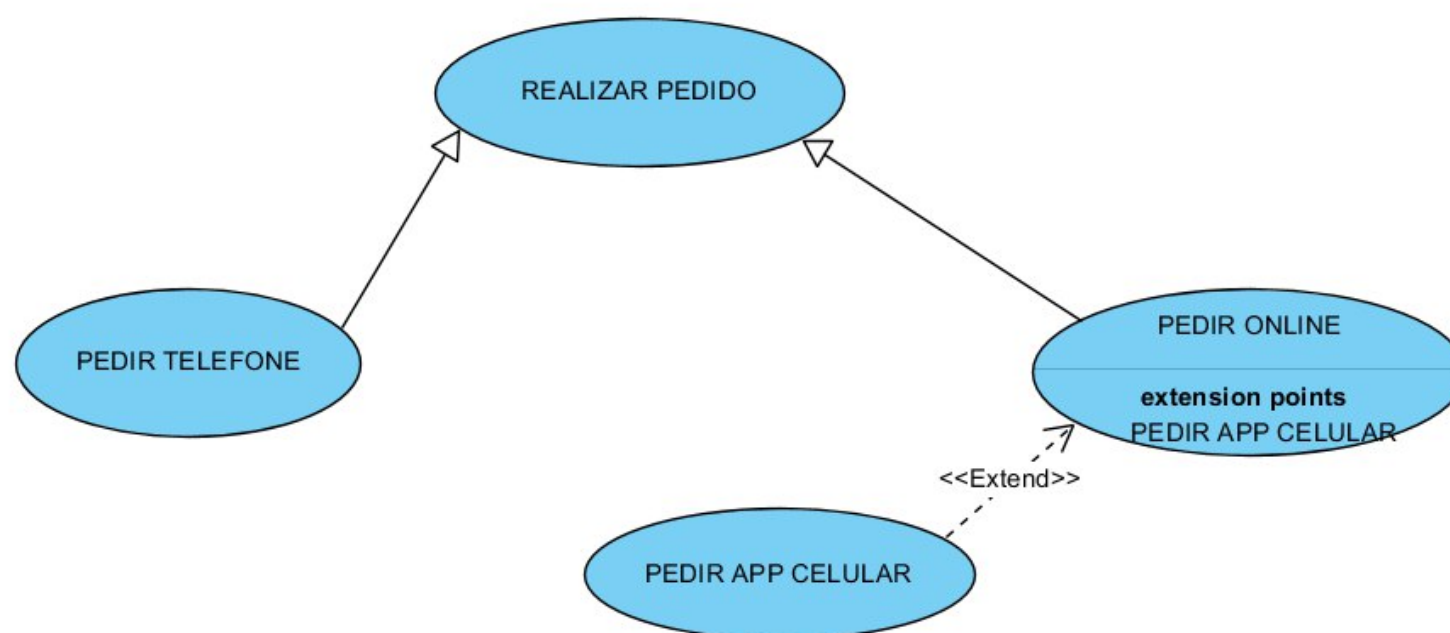 REALIZAR PEDIDO
PEDIR TELEFONE
PEDIR ONLINE
extension points
PEDIR APP CELULAR
<<Extend>>
PEDIR APP CELULAR